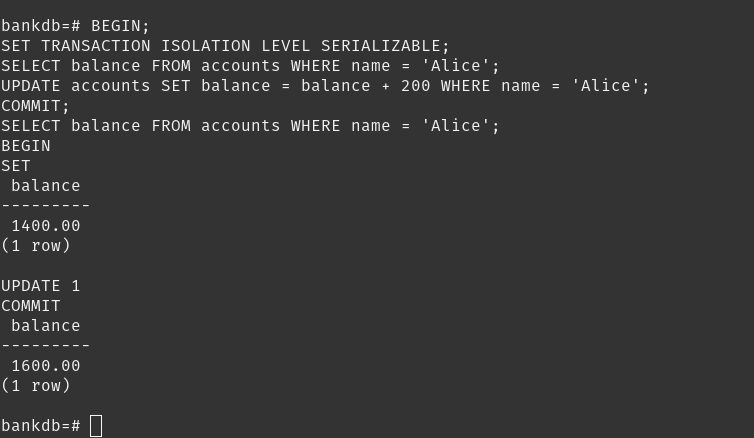 bankdb=# BEGIN;
SET TRANSACTION ISOLATION LEVEL SERIALIZABLE;
SELECT balance FROM accounts WHERE name = 'Alice';
UPDATE accounts SET balance = balance + 200 WHERE name = 'Alice';
COMMIT;
SELECT balance FROM accounts WHERE name = 'Alice';
BEGIN
SET
 balance
---------
 1400.00
(1 row)

UPDATE 1
COMMIT
 balance
---------
 1600.00
(1 row)

bankdb=#